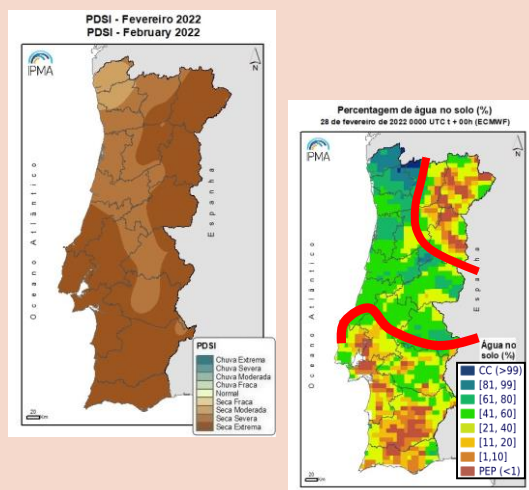 PDSI - Fevereiro 2022
PDSI - February 2022
IPMA
N
Oceano Atlântico
Espanha
PDSI
Chuva Extrema
Chuva Severa
Chuva Moderada
Chuva Fraca
Normal
Seca Fraca
Seca Moderada
Seca Severa
Seca Extrema
20
Km
Percentagem de água no solo (%)
28 de fevereiro de 2022 0000 UTC t + 00h (ECMWF)
IPMA
N
Oceano Atlântico
Espanha
Água no
solo (%)
CC (>99)
[81, 99]
[61, 80]
[41, 60]
[21, 40]
[11, 20]
[1,10]
PEP (<1)
20
Km